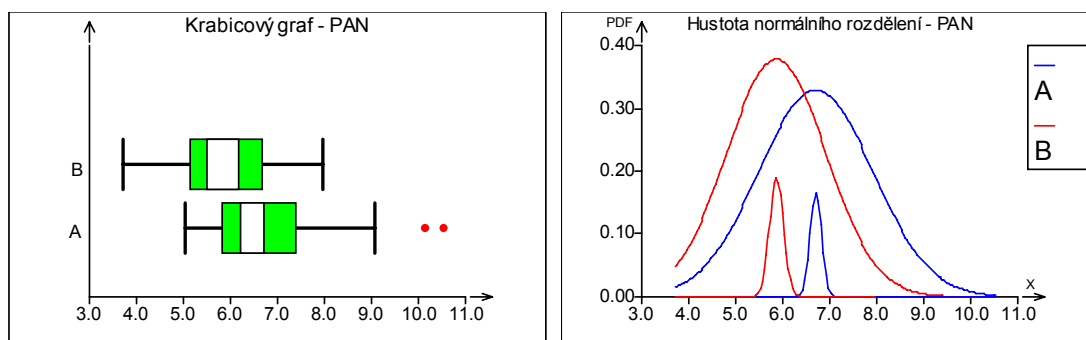 Krabicový graf - PAN
B
A
3.0 4.0 5.0 6.0 7.0 8.0 9.0 10.0 11.0
PDF Hustota normálního rozdělení - PAN
0.40
0.30
0.20
0.10
0.00
X
3.0 4.0 5.0 6.0 7.0 8.0 9.0 10.0 11.0
A
B